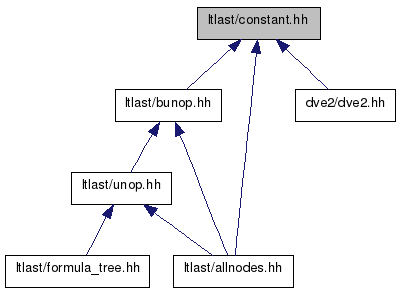 ltlast/constant.hh
ltlast/bunop.hh
dve2/dve2.hh
ltlast/unop.hh
ltlast/formula_tree.hh
ltlast/allnodes.hh